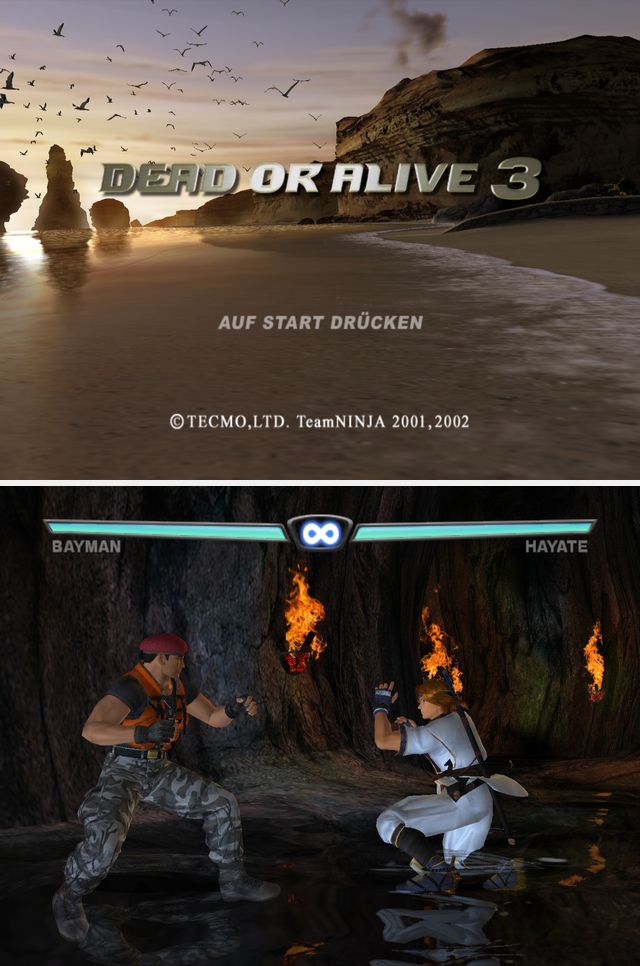 DEAD OR ALIVE 3
AUF START DRÜCKEN
©TECMO,LTD. TeamNINJA 2001,2002
∞
BAYMAN
HAYATE